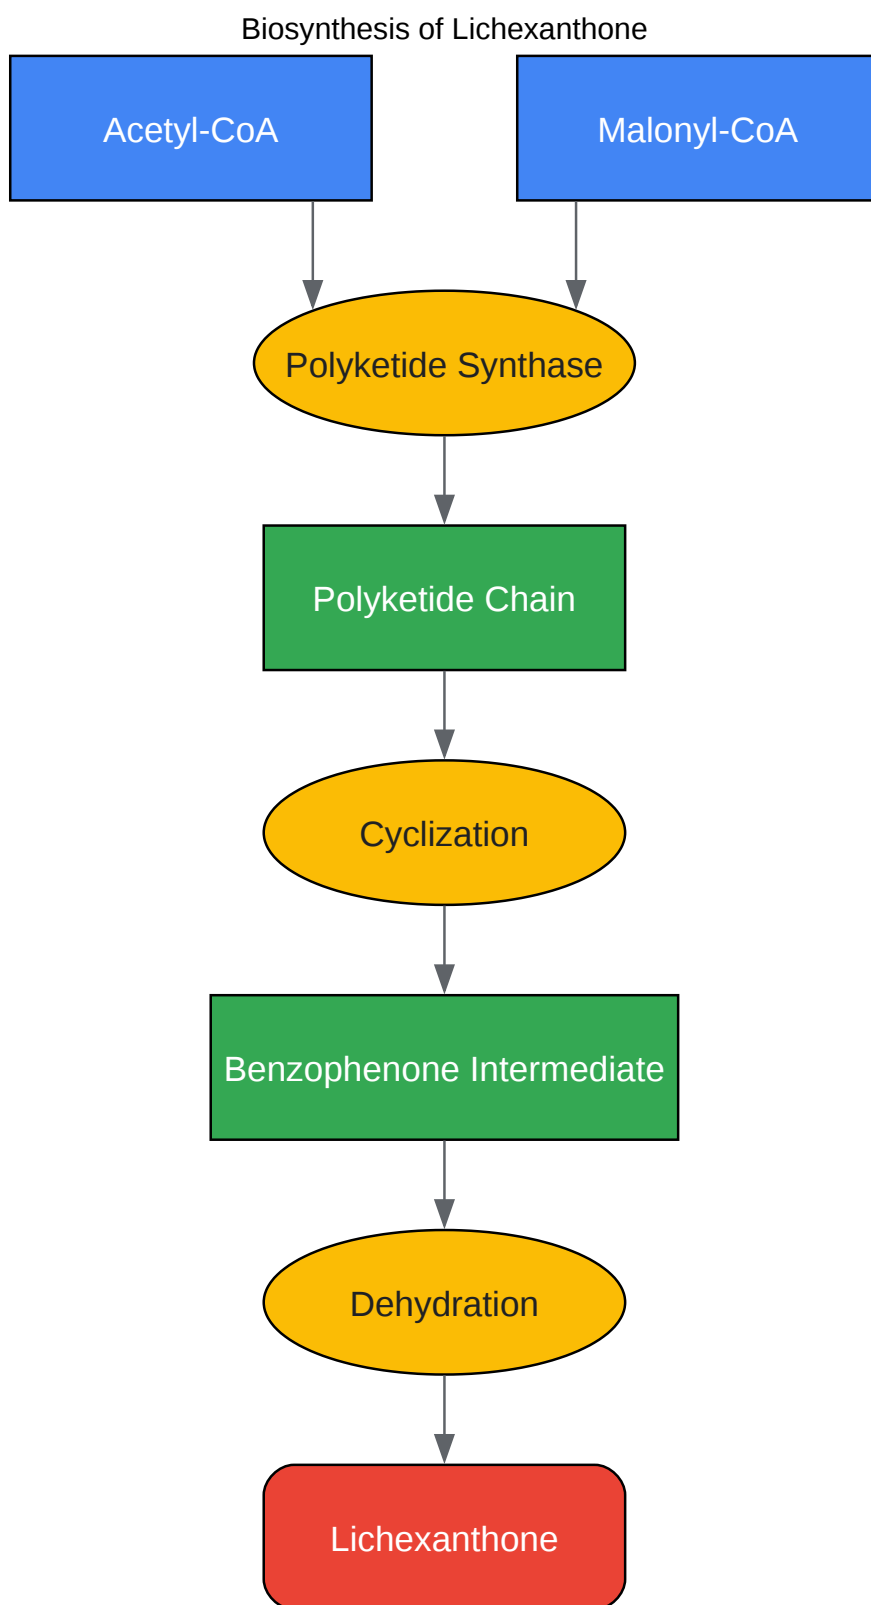 Biosynthesis of Lichexanthone
Acetyl-CoA
Malonyl-CoA
Polyketide Synthase
Polyketide Chain
Cyclization
Benzophenone Intermediate
Dehydration
Lichexanthone